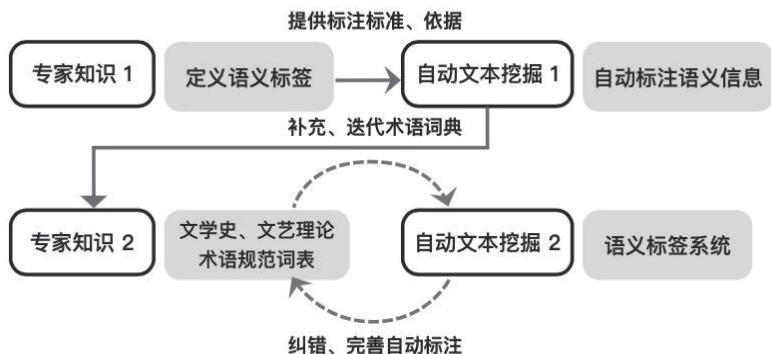 提供标注标准、依据
专家知识 1
定义语义标签
自动文本挖掘 1
自动标注语义信息
补充、迭代术语词典
专家知识 2
文学史、文艺理论
术语规范词表
自动文本挖掘 2
语义标签系统
纠错、完善自动标注